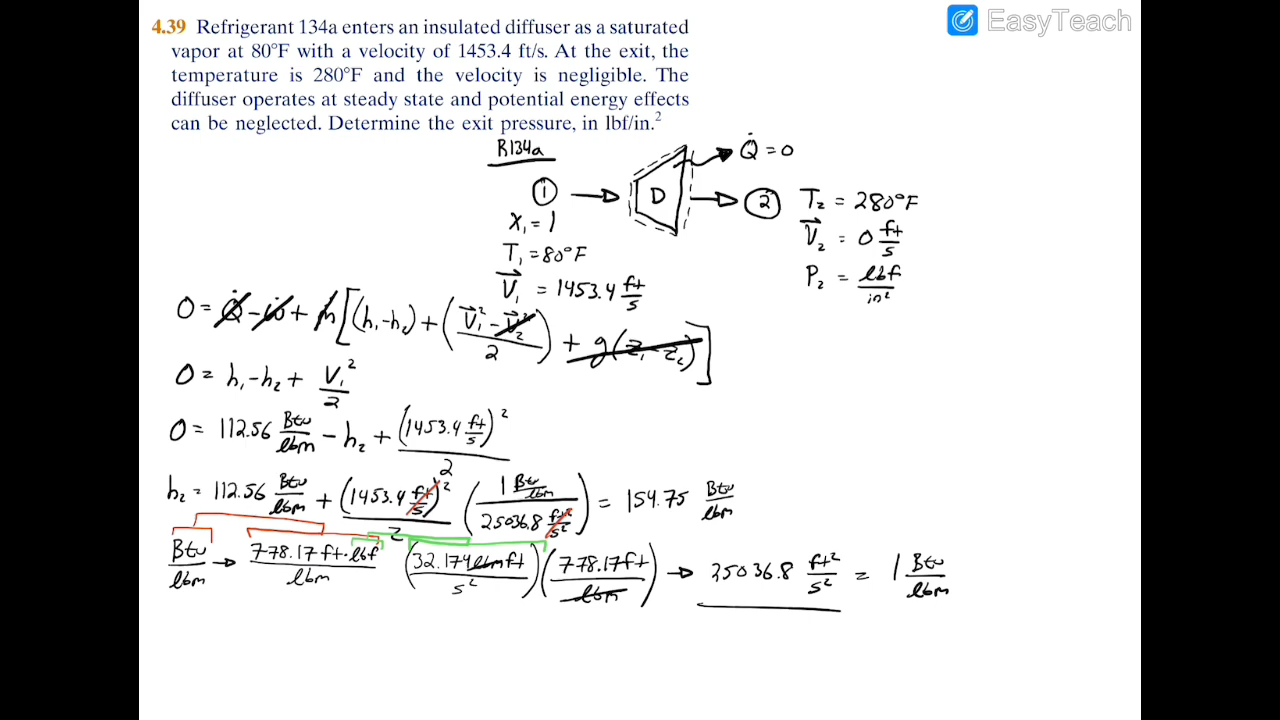 EasyTeach
4.39 Refrigerant 134a enters an insulated diffuser as a saturated
vapor at 80°F with a velocity of 1453.4 ft/s. At the exit, the
temperature is 280°F and the velocity is negligible. The
diffuser operates at steady state and potential energy effects
can be neglected. Determine the exit pressure, in lbf/in.²
R134a
Q̇ = 0
① → D → ②
x₁ = 1
T₁ = 80°F
V⃗₁ = 1453.4 ft/s
T₂ = 280°F
V⃗₂ = 0 ft/s
P₂ = lbf/in²
0 = Q̇ - Ẇ + ṁ[(h₁-h₂) + (V⃗₁² - V⃗₂²/2) + g(z₁-z₂)]
0 = h₁-h₂ + V₁²/2
0 = 112.56 Btu/lbm - h₂ + (1453.4 ft/s)²/2
h₂ = 112.56 Btu/lbm + (1453.4 ft/s)²/2 (1 Btu/lbm / 25036.8 ft²/s²) = 154.75 Btu/lbm
Btu/lbm → 778.17 ft·lbf/lbm (32.174 lbm ft/s²)(778.17 ft/lbm) → 25036.8 ft²/s² = 1 Btu/lbm